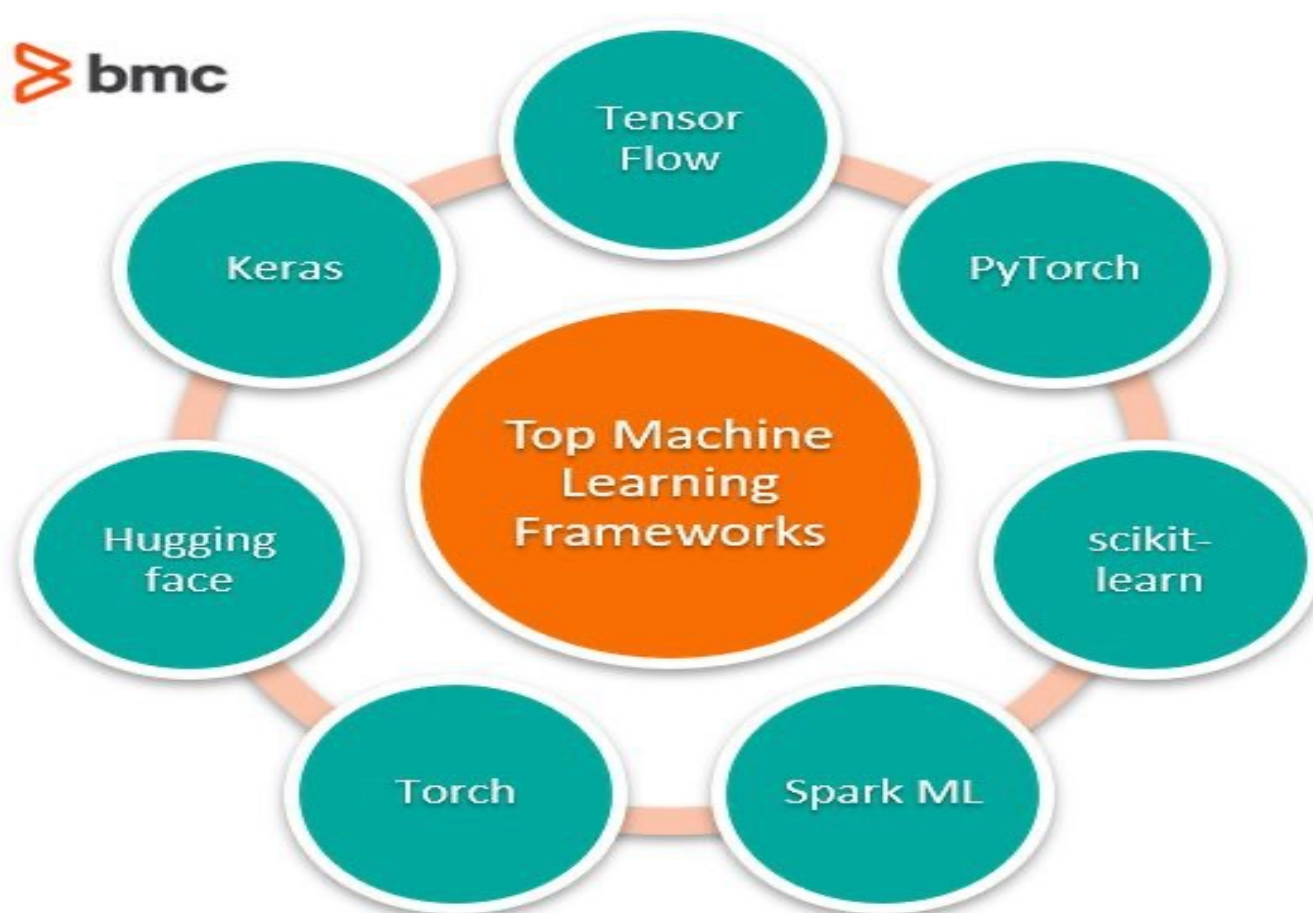 bmc
Tensor
Flow
Keras
PyTorch
Top Machine
Learning
Frameworks
Hugging
face
scikit-
learn
Torch
Spark ML